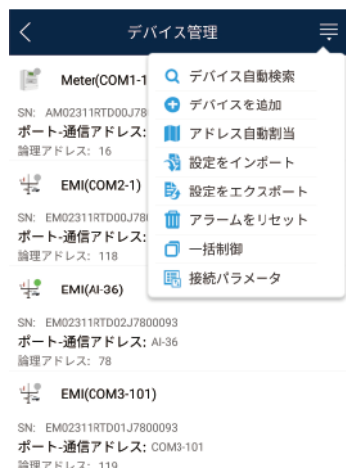 デバイス管理
Meter(COM1-1
SN: AM02311RTD00J78
ポート-通信アドレス:
論理アドレス: 16
EMI(COM2-1)
SN: EM02311RTD00J780
ポート-通信アドレス:
論理アドレス: 118
EMI(AI-36)
SN: EM02311RTD02J7800093
ポート-通信アドレス: AI-36
論理アドレス: 78
EMI(COM3-101)
SN: EM02311RTD01J7800093
ポート-通信アドレス: COM3-101
論理アドレス: 119
デバイス自動検索
デバイスを追加
アドレス自動割当
設定をインポート
設定をエクスポート
アラームをリセット
一括制御
接続パラメータ